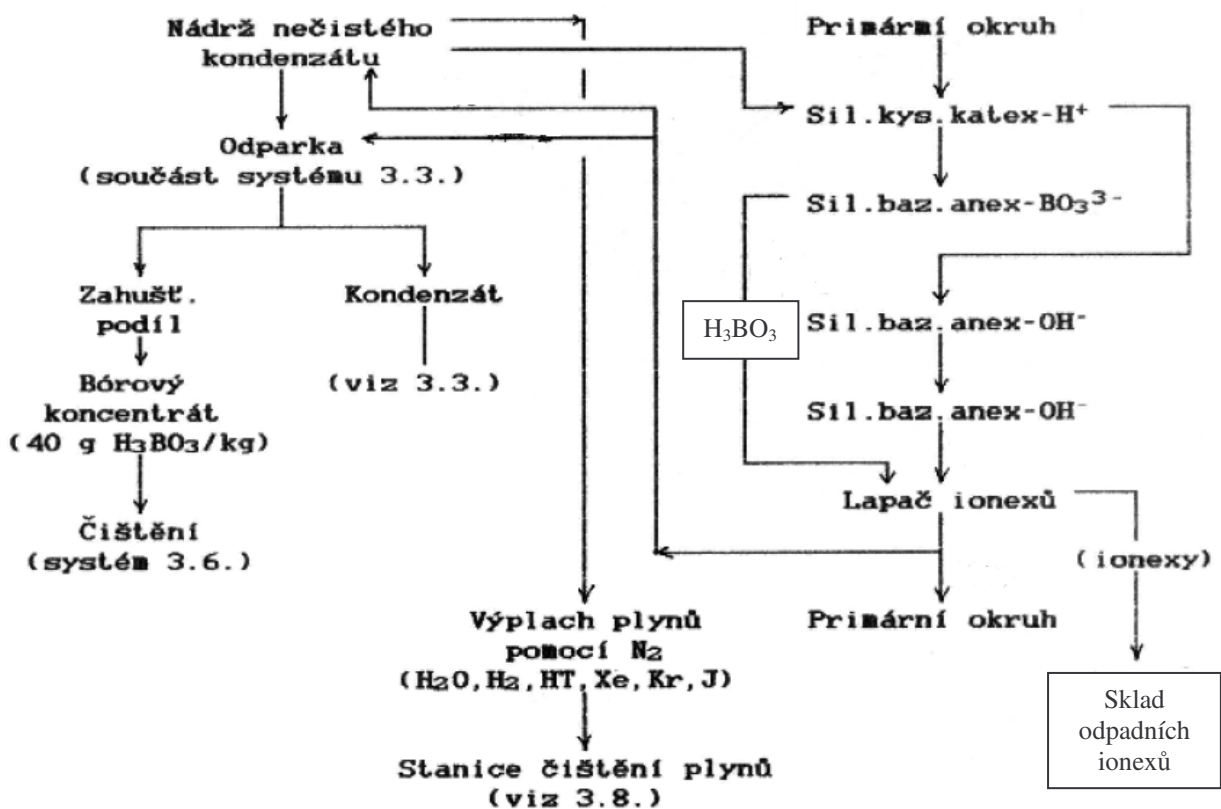 Nádrž nečistého
kondenzátu
Odparka
(součást systému 3.3.)
Zahušť.
podíl
Kondenzát
Bórový
koncentrát
(40 g H₃BO₃/kg)
(viz 3.3.)
Čištění
(systém 3.6.)
Výplach plynů
pomocí N₂
(H₂O,H₂,HT,Xe,Kr,J)
Stanice čištění plynů
(viz 3.8.)
Primární okruh
Sil.kys.katex-H⁺
Sil.baz.anex-BO₃³⁻
H₃BO₃
Sil.baz.anex-OH⁻
Sil.baz.anex-OH⁻
Lapač ionexů
(ionexy)
Primární okruh
Sklad
odpadních
ionexů